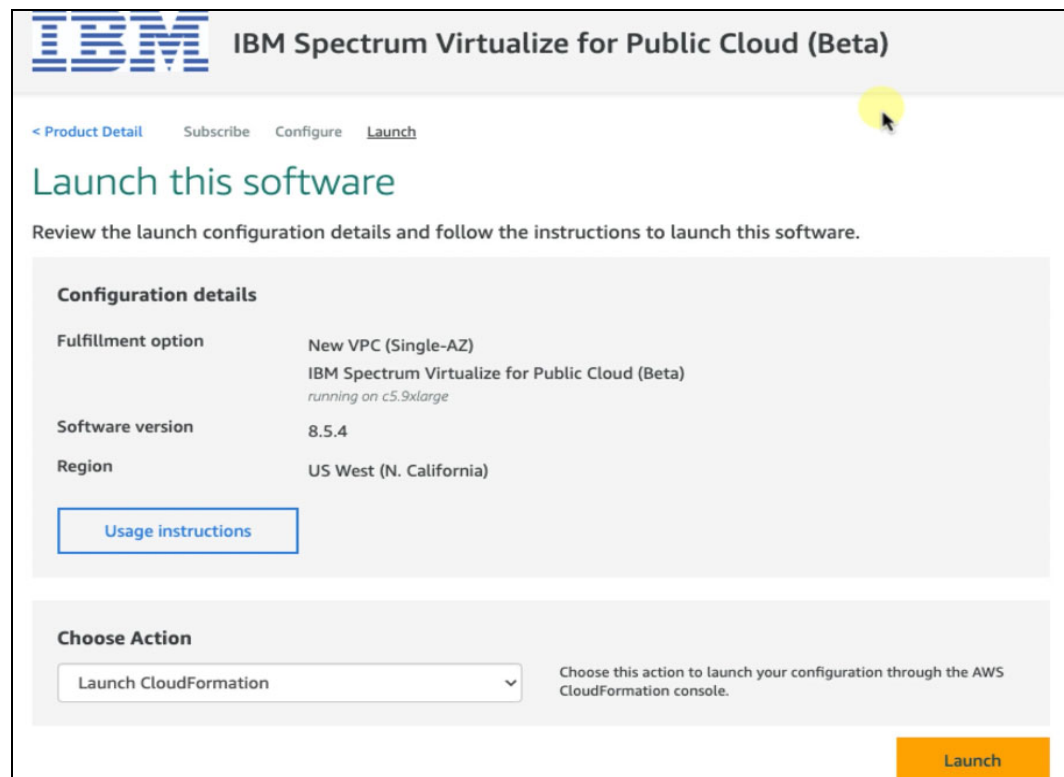 IBM
IBM Spectrum Virtualize for Public Cloud (Beta)
< Product Detail Subscribe Configure Launch
Launch this software
Review the launch configuration details and follow the instructions to launch this software.
Configuration details
Fulfillment option New VPC (Single-AZ)
IBM Spectrum Virtualize for Public Cloud (Beta)
running on c5.9xlarge
Software version 8.5.4
Region US West (N. California)
Usage instructions
Choose Action
Launch CloudFormation
Choose this action to launch your configuration through the AWS
CloudFormation console.
Launch